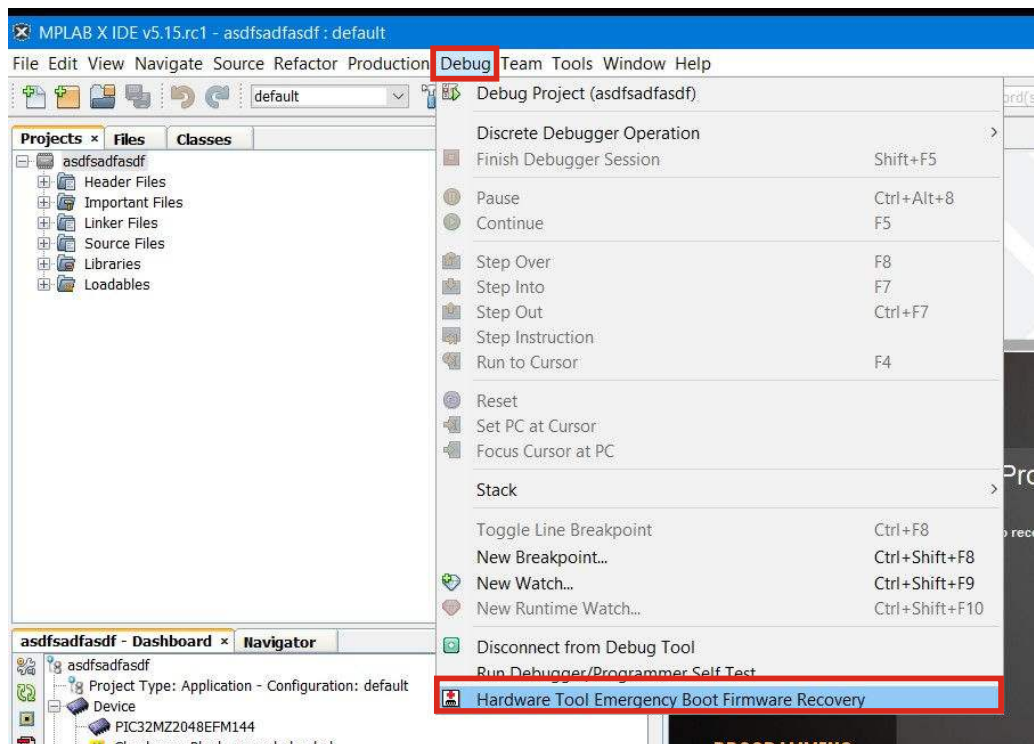 MPLAB X IDE v5.15.rc1 - asdfsadfasdf : default
File Edit View Navigate Source Refactor Production Debug Team Tools Window Help
default
Debug Project (asdfsadfasdf)
Projects × Files Classes
Discrete Debugger Operation
asdfsadfasdf
Finish Debugger Session Shift+F5
Header Files
Important Files
Pause Ctrl+Alt+8
Linker Files
Continue F5
Source Files
Libraries
Step Over F8
Loadables
Step Into F7
Step Out Ctrl+F7
Step Instruction
Run to Cursor F4
Reset
Set PC at Cursor
Focus Cursor at PC
Stack
Toggle Line Breakpoint Ctrl+F8
New Breakpoint... Ctrl+Shift+F8
New Watch... Ctrl+Shift+F9
New Runtime Watch... Ctrl+Shift+F10
asdfsadfasdf - Dashboard × Navigator
Disconnect from Debug Tool
asdfsadfasdf
Run Debugger/Programmer Self Test
Project Type: Application - Configuration: default
Hardware Tool Emergency Boot Firmware Recovery
Device
PIC32MZ2048EFM144